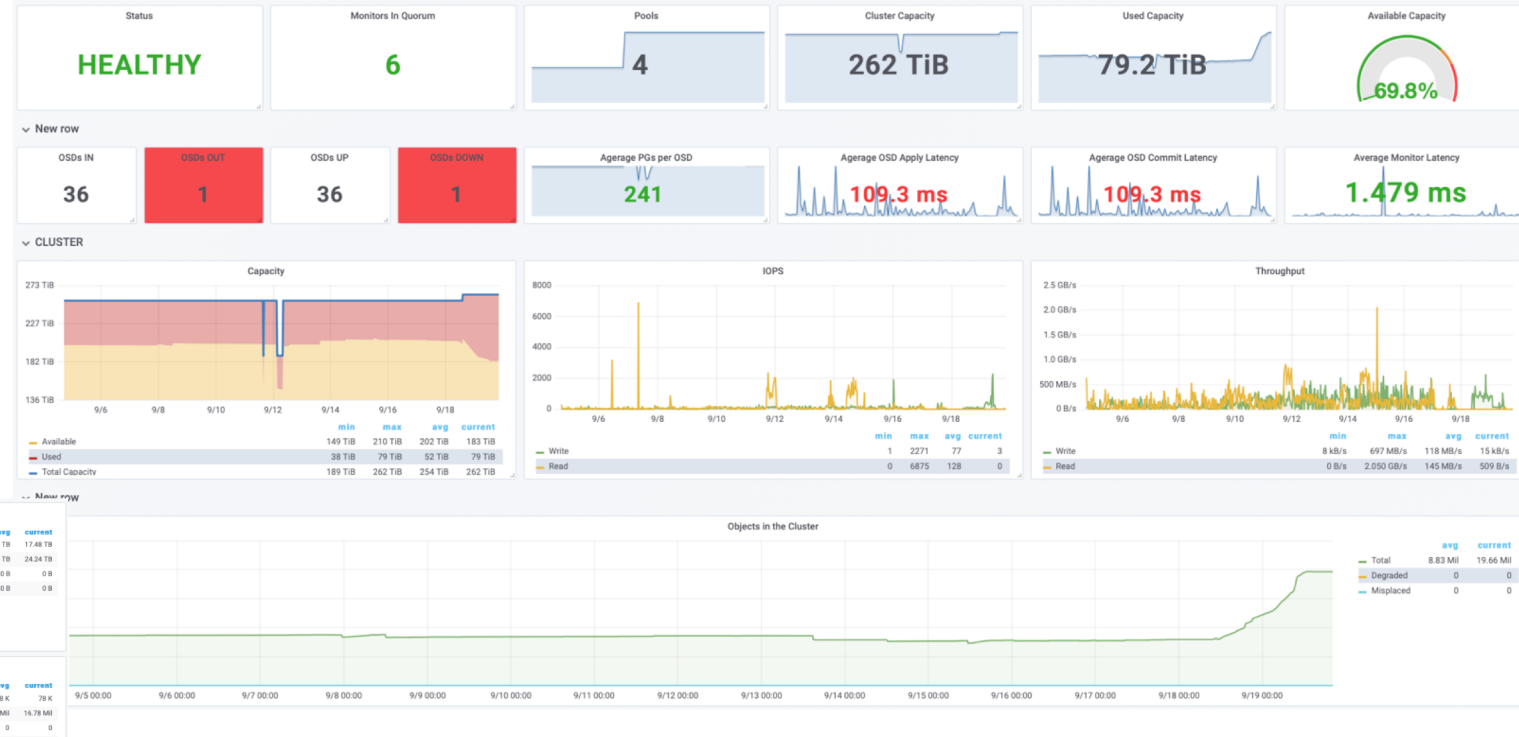 Status
Monitors In Quorum
Pools
Cluster Capacity
Used Capacity
Available Capacity
HEALTHY
6
4
262 TiB
79.2 TiB
69.8%
New row
OSDs IN
OSDs OUT
OSDs UP
OSDs DOWN
Agerage PGs per OSD
Agerage OSD Apply Latency
Agerage OSD Commit Latency
Average Monitor Latency
36
1
36
1
241
109.3 ms
109.3 ms
1.479 ms
CLUSTER
Capacity
273 TiB
227 TiB
182 TiB
136 TiB
9/6 9/8 9/10 9/12 9/14 9/16 9/18
min max avg current
Available 149 TiB 210 TiB 202 TiB 183 TiB
Used 38 TiB 79 TiB 52 TiB 79 TiB
Total Capacity 189 TiB 262 TiB 254 TiB 262 TiB
IOPS
8000
6000
4000
2000
0
9/6 9/8 9/10 9/12 9/14 9/16 9/18
min max avg current
Write 1 2271 77 3
Read 0 6875 128 0
Throughput
2.5 GB/s
2.0 GB/s
1.5 GB/s
1.0 GB/s
500 MB/s
0 B/s
9/6 9/8 9/10 9/12 9/14 9/16 9/18
min max avg current
Write 8 kB/s 697 MB/s 118 MB/s 15 kB/s
Read 0 B/s 2.050 GB/s 145 MB/s 509 B/s
New row
avg current
TB 17.48 TB
TB 24.24 TB
0 B 0 B
0 B 0 B
avg current
8 K 78 K
Mil 16.78 Mil
0 0
Objects in the Cluster
9/5 00:00 9/6 00:00 9/7 00:00 9/8 00:00 9/9 00:00 9/10 00:00 9/11 00:00 9/12 00:00 9/13 00:00 9/14 00:00 9/15 00:00 9/16 00:00 9/17 00:00 9/18 00:00 9/19 00:00
avg current
Total 8.83 Mil 19.66 Mil
Degraded 0 0
Misplaced 0 0